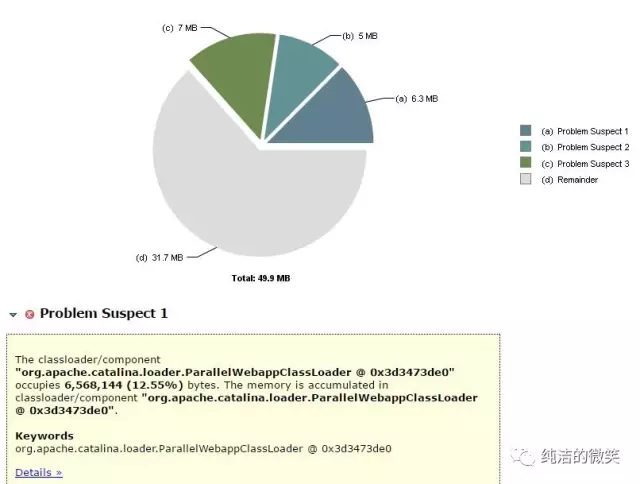 (c) 7 MB
(b) 5 MB
(a) 6.3 MB
(a) Problem Suspect 1
(b) Problem Suspect 2
(c) Problem Suspect 3
(d) Remainder
(d) 31.7 MB
Total: 49.9 MB
Problem Suspect 1
The classloader/component
"org.apache.catalina.loader.ParallelWebappClassLoader @ 0x3d3473de0"
occupies 6,568,144 (12.55%) bytes. The memory is accumulated in
classloader/component "org.apache.catalina.loader.ParallelWebappClassLoader
@ 0x3d3473de0".
Keywords
org.apache.catalina.loader.ParallelWebappClassLoader @ 0x3d3473de0
Details »
纯洁的微笑